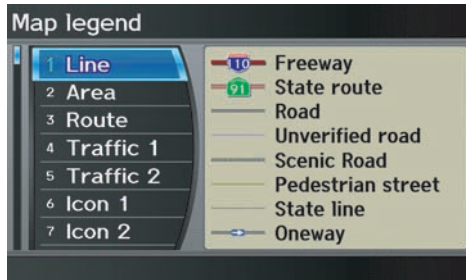 Map legend
1 Line
2 Area
3 Route
4 Traffic 1
5 Traffic 2
6 Icon 1
7 Icon 2
110 Freeway
91 State route
Road
Unverified road
Scenic Road
Pedestrian street
State line
Oneway